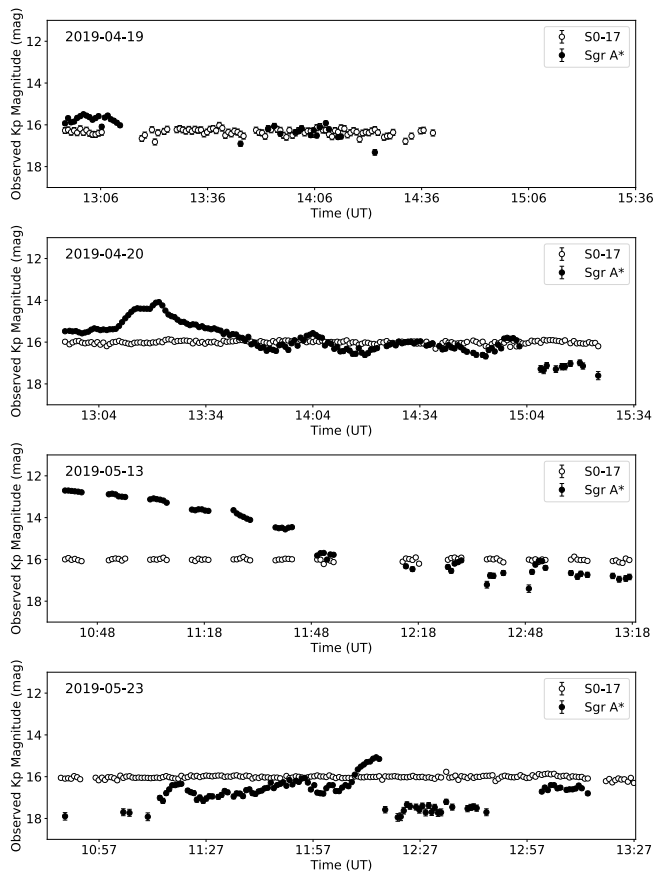 2019-04-19
S0-17
Sgr A*
12
14
16
18
Observed Kp Magnitude (mag)
13:06
13:36
14:06
14:36
15:06
15:36
Time (UT)
2019-04-20
S0-17
Sgr A*
12
14
16
18
Observed Kp Magnitude (mag)
13:04
13:34
14:04
14:34
15:04
15:34
Time (UT)
2019-05-13
S0-17
Sgr A*
12
14
16
18
Observed Kp Magnitude (mag)
10:48
11:18
11:48
12:18
12:48
13:18
Time (UT)
2019-05-23
S0-17
Sgr A*
12
14
16
18
Observed Kp Magnitude (mag)
10:57
11:27
11:57
12:27
12:57
13:27
Time (UT)